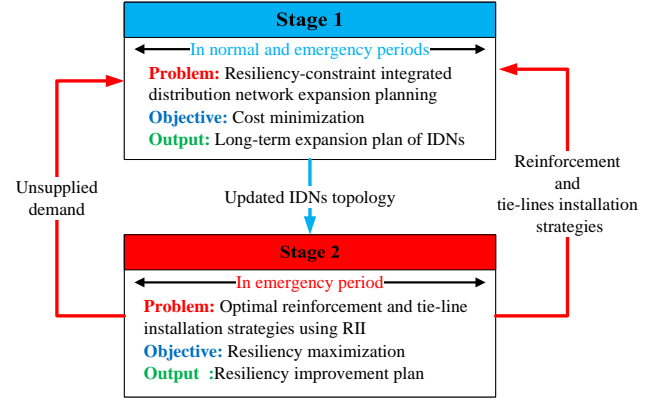 Stage 1
In normal and emergency periods
Problem: Resiliency-constraint integrated
distribution network expansion planning
Objective: Cost minimization
Output: Long-term expansion plan of IDNs
Unsupplied
demand
Updated IDNs topology
Reinforcement
and
tie-lines installation
strategies
Stage 2
In emergency period
Problem: Optimal reinforcement and tie-line
installation strategies using RII
Objective: Resiliency maximization
Output :Resiliency improvement plan